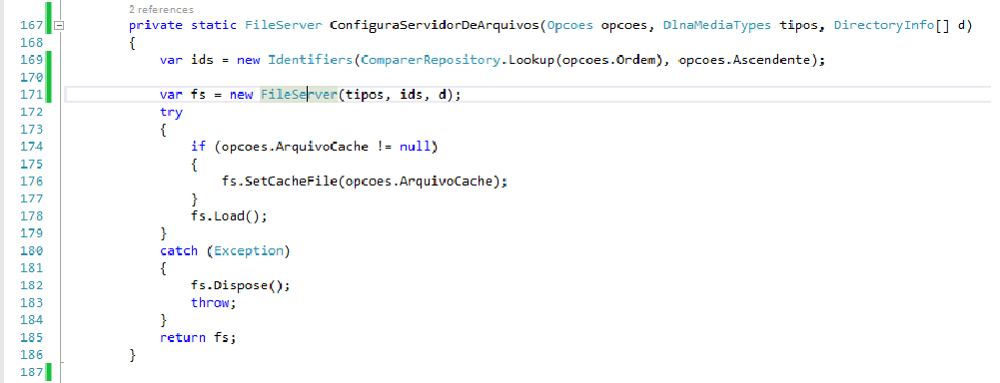 2 references
167 private static FileServer ConfiguraServidorDeArquivos(Opcoes opcoes, DlnaMediaTypes tipos, DirectoryInfo[] d)
168 {
169 var ids = new Identifiers(ComparerRepository.Lookup(opcoes.Ordem), opcoes.Ascendente);
170
171 var fs = new FileServer(tipos, ids, d);
172 try
173 {
174 if (opcoes.ArquivoCache != null)
175 {
176 fs.SetCacheFile(opcoes.ArquivoCache);
177 }
178 fs.Load();
179 }
180 catch (Exception)
181 {
182 fs.Dispose();
183 throw;
184 }
185 return fs;
186 }
187